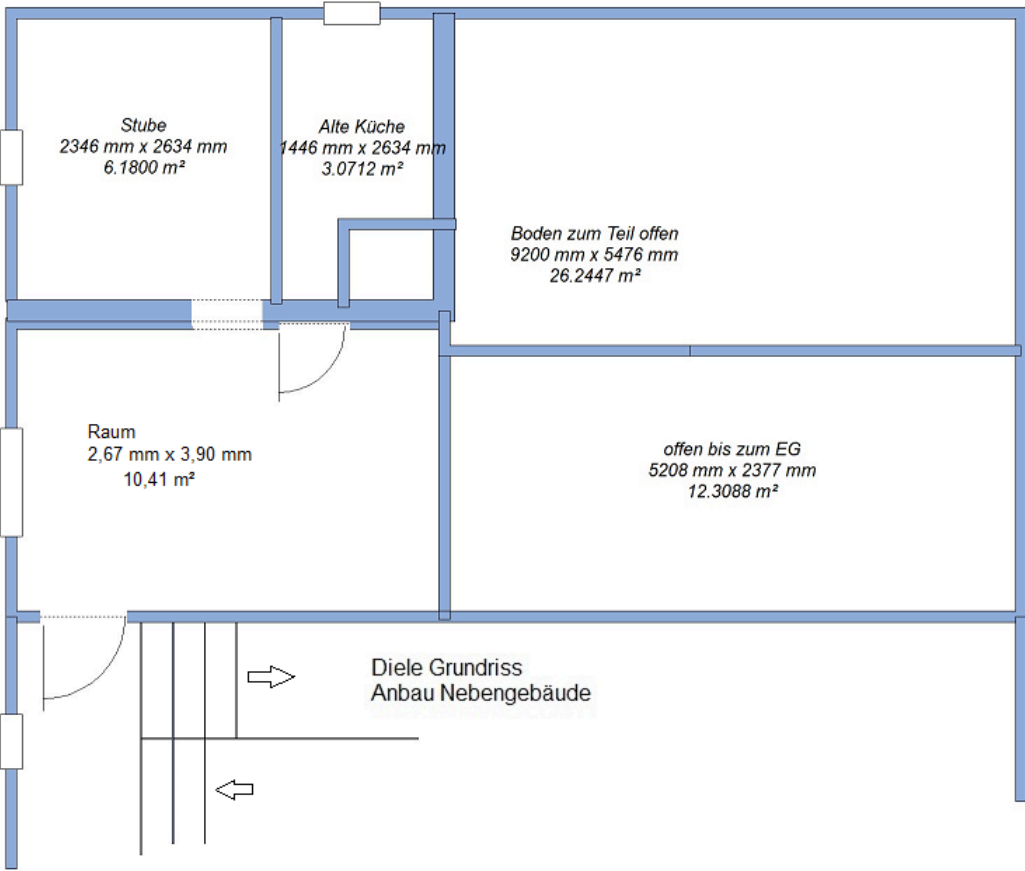 Stube
2346 mm x 2634 mm
6.1800 m²
Alte Küche
1446 mm x 2634 mm
3.0712 m²
Boden zum Teil offen
9200 mm x 5476 mm
26.2447 m²
Raum
2,67 mm x 3,90 mm
10,41 m²
offen bis zum EG
5208 mm x 2377 mm
12.3088 m²
Diele Grundriss
Anbau Nebengebäude